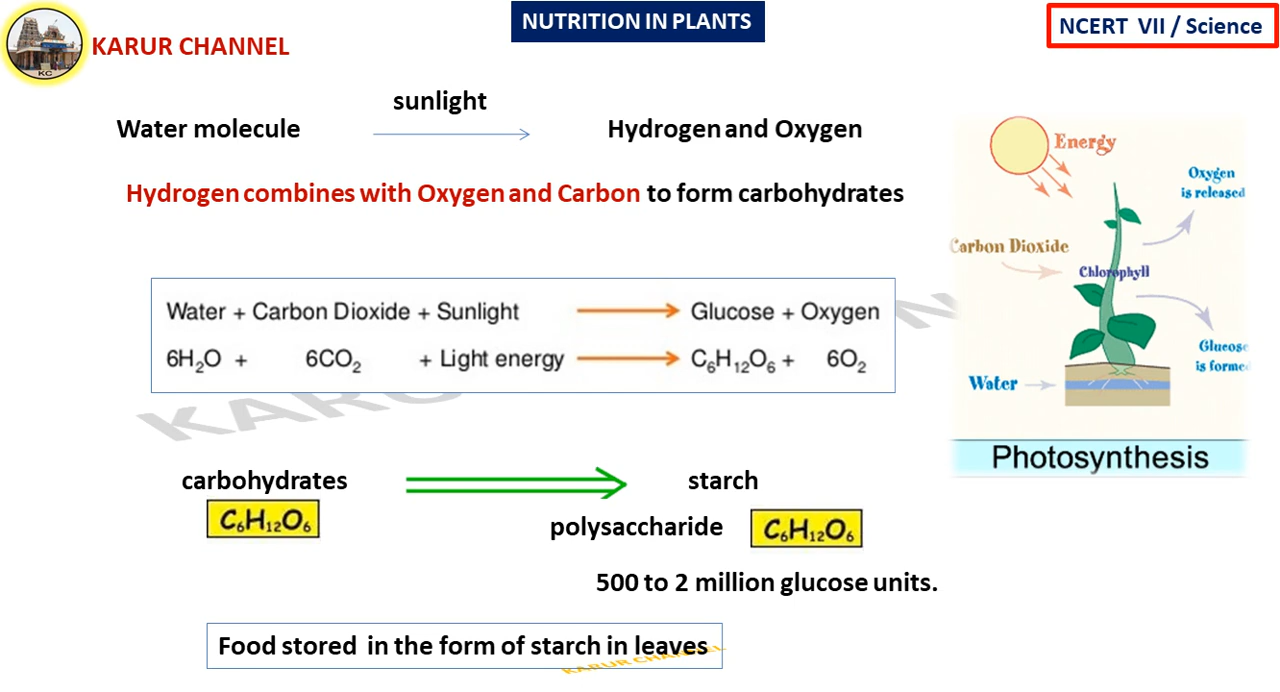 NUTRITION IN PLANTS
NCERT VII / Science
KC
KARUR CHANNEL
sunlight
Water molecule
Hydrogen and Oxygen
Hydrogen combines with Oxygen and Carbon to form carbohydrates
Water + Carbon Dioxide + Sunlight Glucose + Oxygen
6H₂O + 6CO₂ + Light energy C₆H₁₂O₆ + 6O₂
Energy
Oxygen
is released
Carbon Dioxide
Chlorophyll
Glucose
is forme
Water
Photosynthesis
carbohydrates
C₆H₁₂O₆
starch
polysaccharide
C₆H₁₂O₆
500 to 2 million glucose units.
Food stored in the form of starch in leaves
KARUR CHANNEL